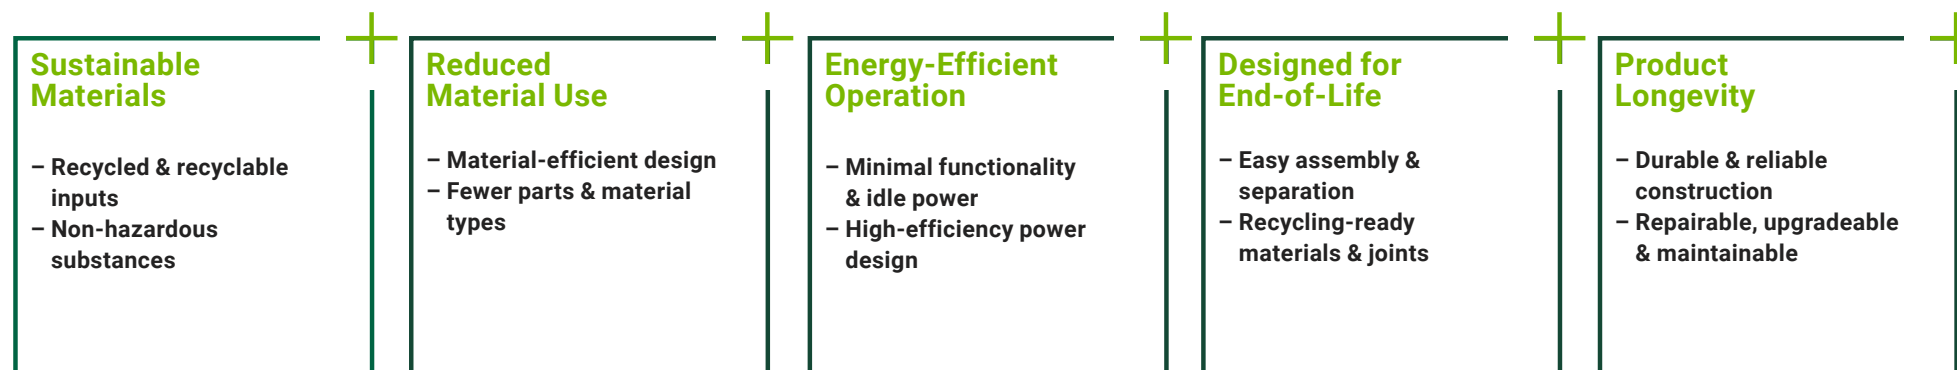 Sustainable
Materials
– Recycled & recyclable
inputs
– Non-hazardous
substances
Reduced
Material Use
– Material-efficient design
– Fewer parts & material
types
Energy-Efficient
Operation
– Minimal functionality
& idle power
– High-efficiency power
design
Designed for
End-of-Life
– Easy assembly &
separation
– Recycling-ready
materials & joints
Product
Longevity
– Durable & reliable
construction
– Repairable, upgradeable
& maintainable